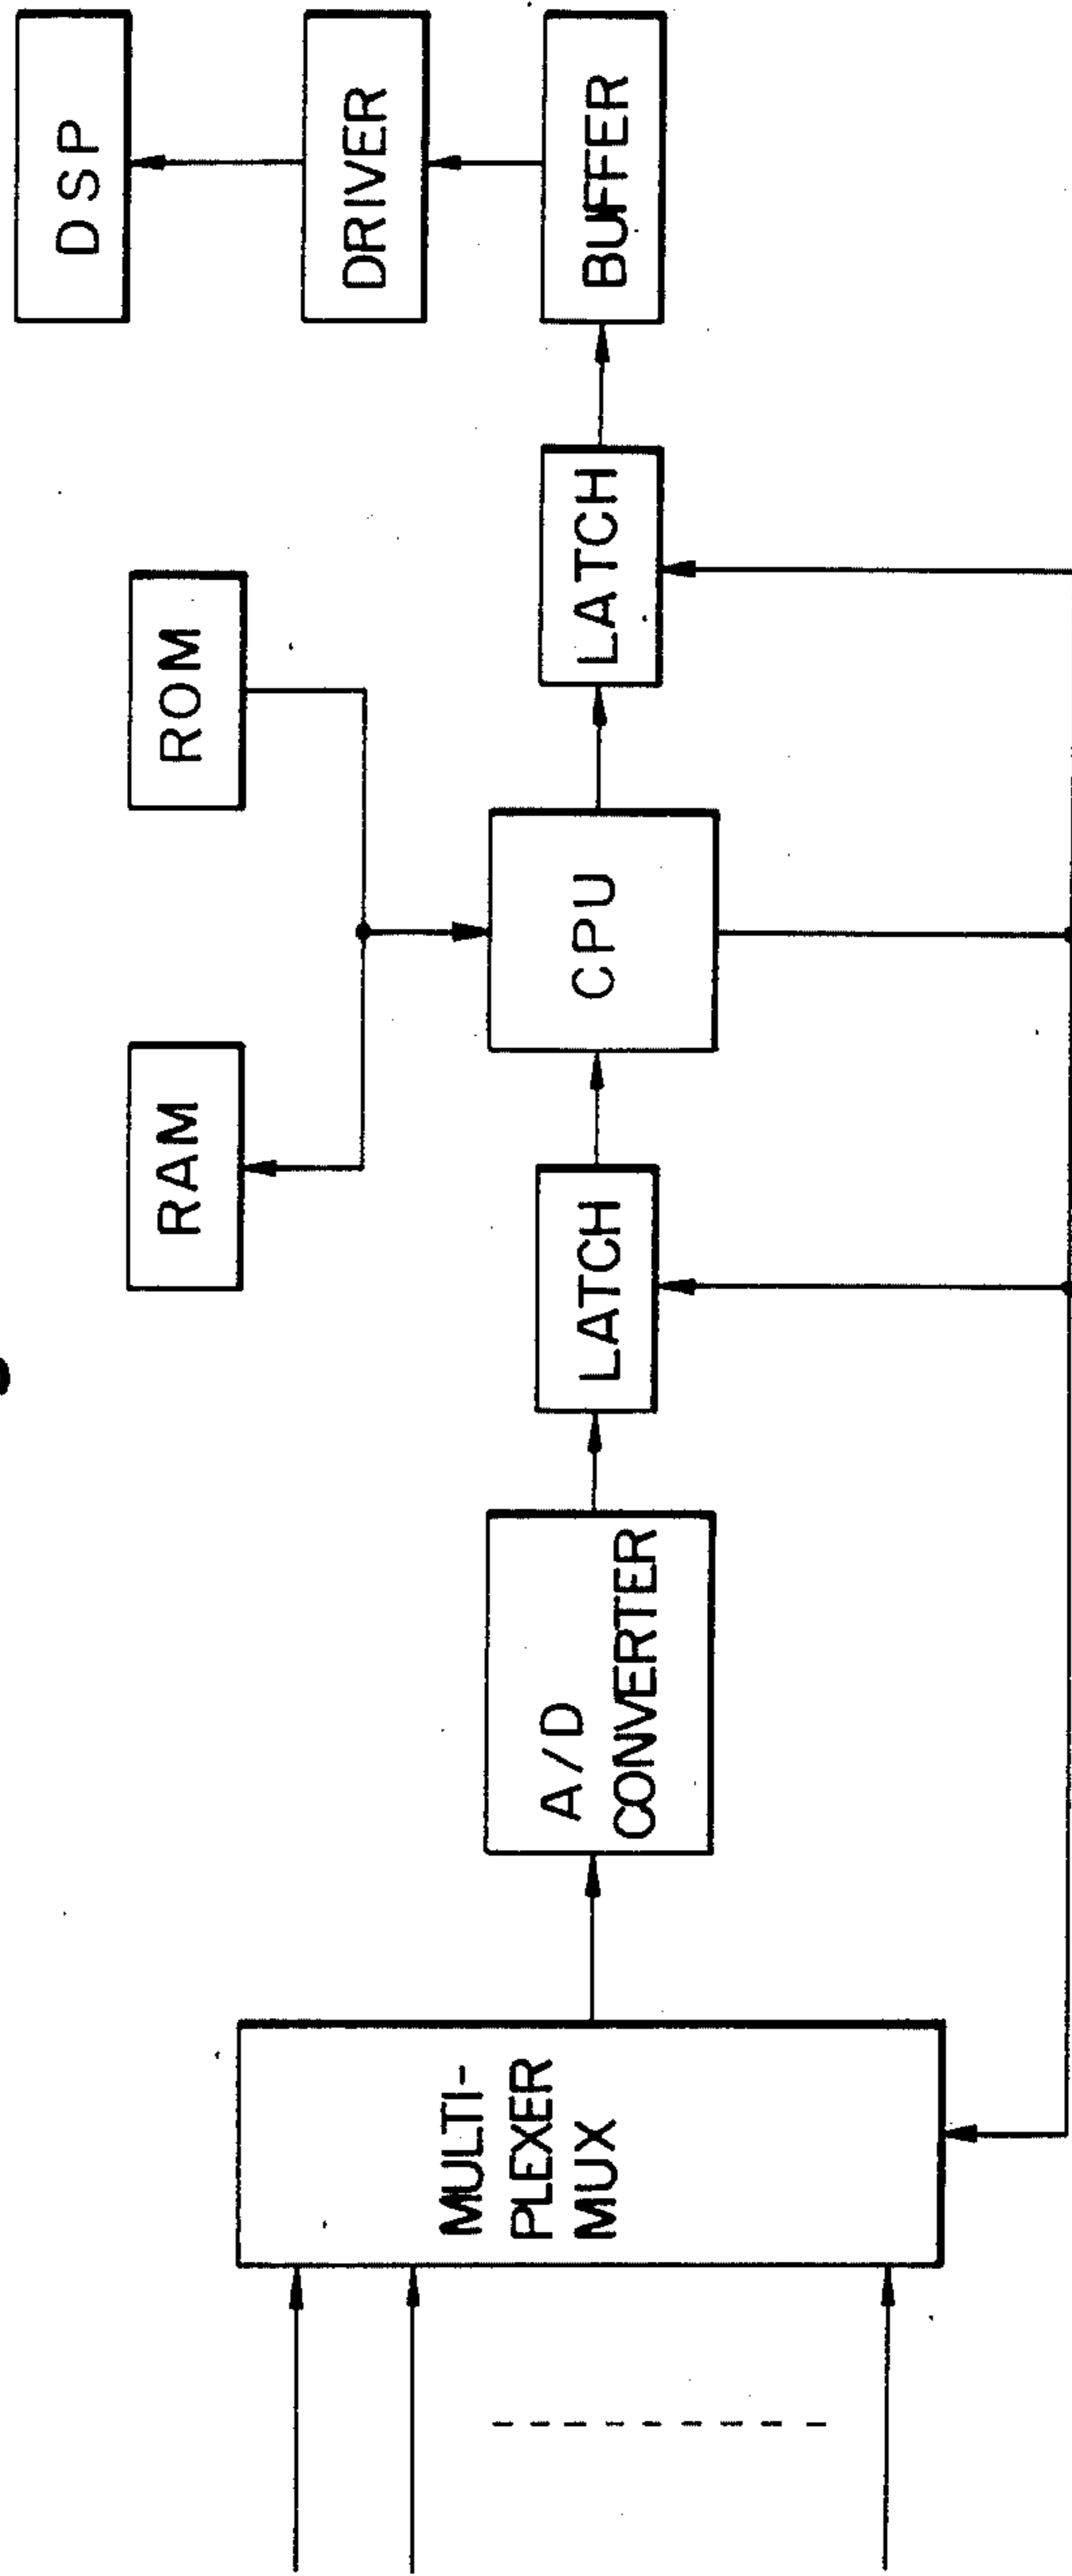 MULTI-
PLEXER
MUX
A/D
CONVERTER
LATCH
CPU
LATCH
BUFFER
DRIVER
DSP
RAM
ROM